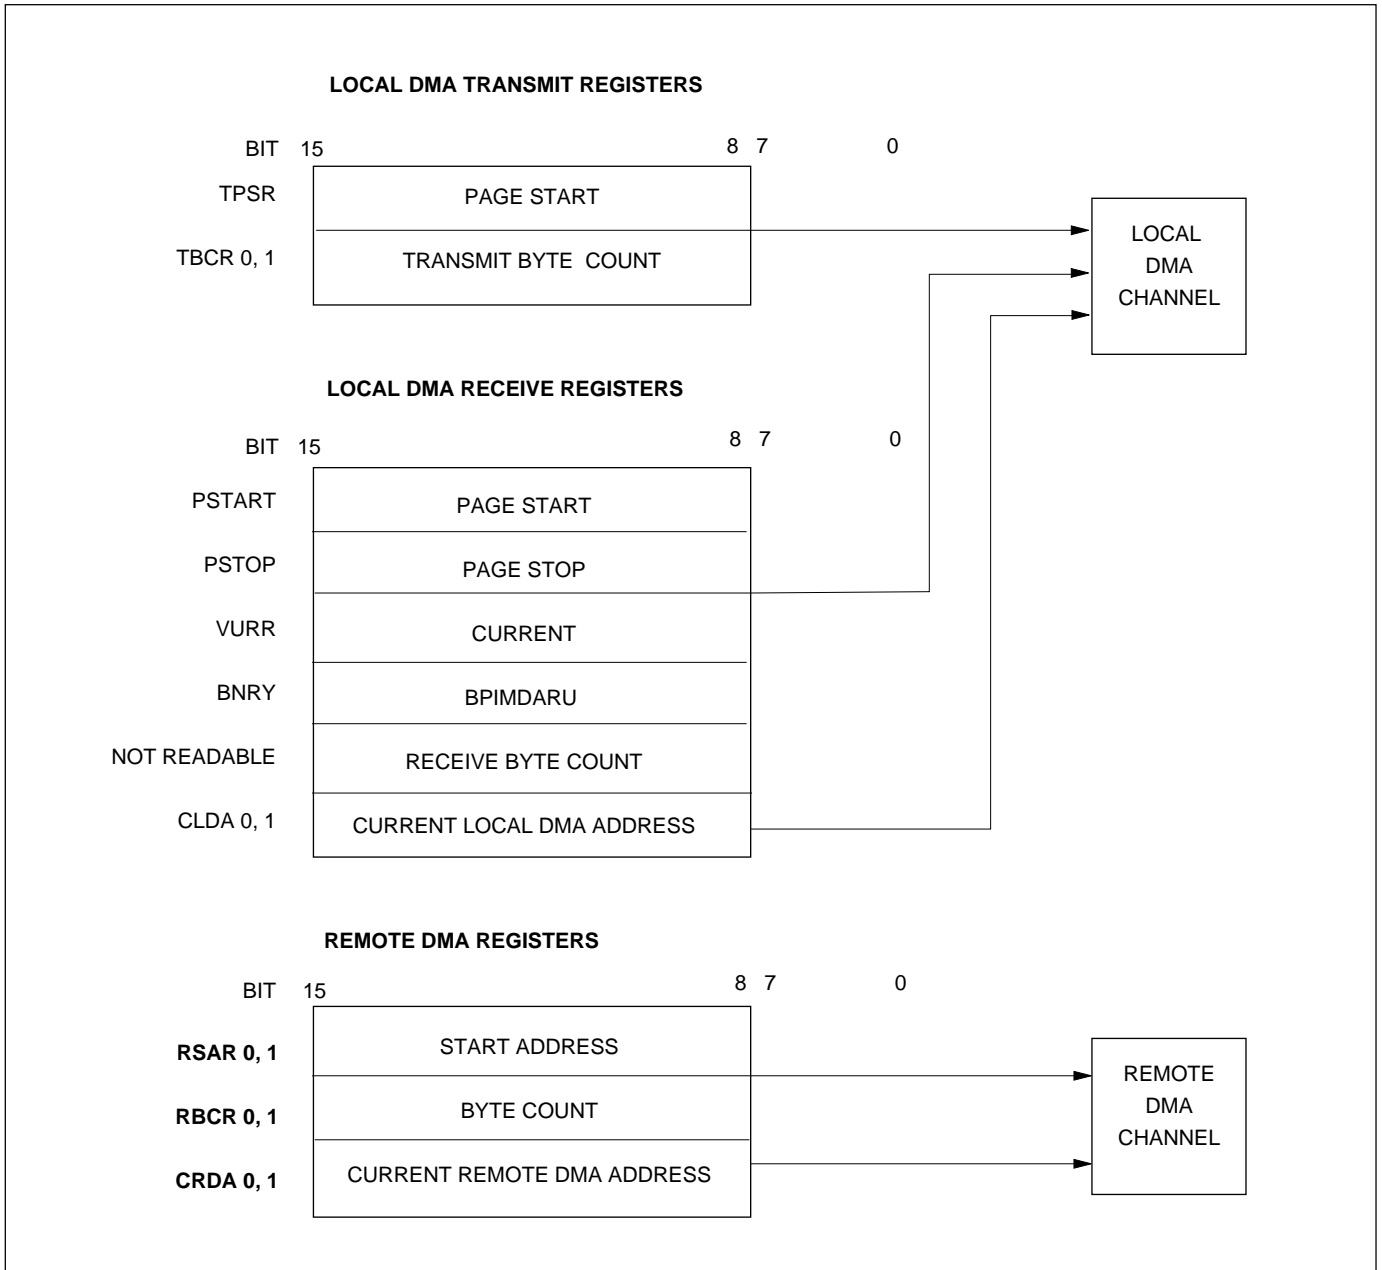 LOCAL DMA TRANSMIT REGISTERS
BIT 15 8 7 0
TPSR PAGE START
TBCR 0, 1 TRANSMIT BYTE COUNT
LOCAL
DMA
CHANNEL
LOCAL DMA RECEIVE REGISTERS
BIT 15 8 7 0
PSTART PAGE START
PSTOP PAGE STOP
VURR CURRENT
BNRY BPIMDARU
NOT READABLE RECEIVE BYTE COUNT
CLDA 0, 1 CURRENT LOCAL DMA ADDRESS
REMOTE DMA REGISTERS
BIT 15 8 7 0
RSAR 0, 1 START ADDRESS
RBCR 0, 1 BYTE COUNT
CRDA 0, 1 CURRENT REMOTE DMA ADDRESS
REMOTE
DMA
CHANNEL